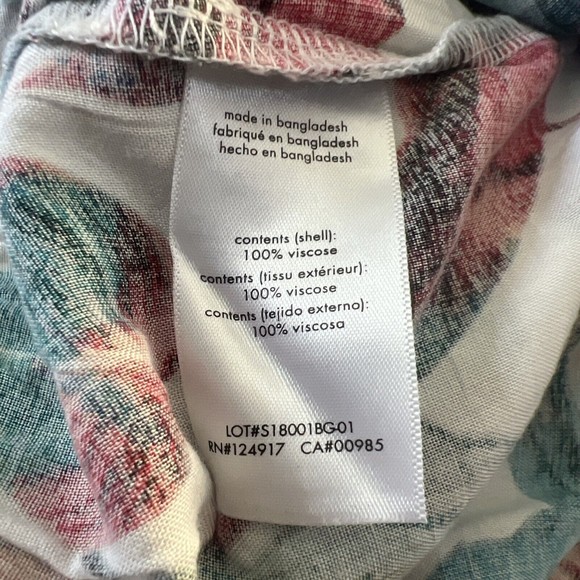 made in bangladesh
fabriqué en bangladesh
hecho en bangladesh
contents (shell):
100% viscose
contents (tissu extérieur):
100% viscose
contents (tejido externo):
100% viscosa
LOT#S18001BG-01
RN#124917 CA#00985